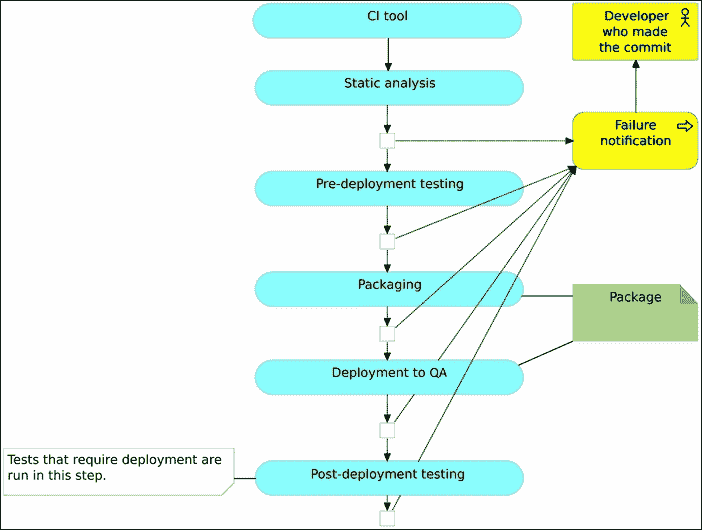 CI tool
Developer
who made
the commit
Static analysis
Failure
notification
Pre-deployment testing
Packaging
Package
Deployment to QA
Tests that require deployment are
run in this step.
Post-deployment testing